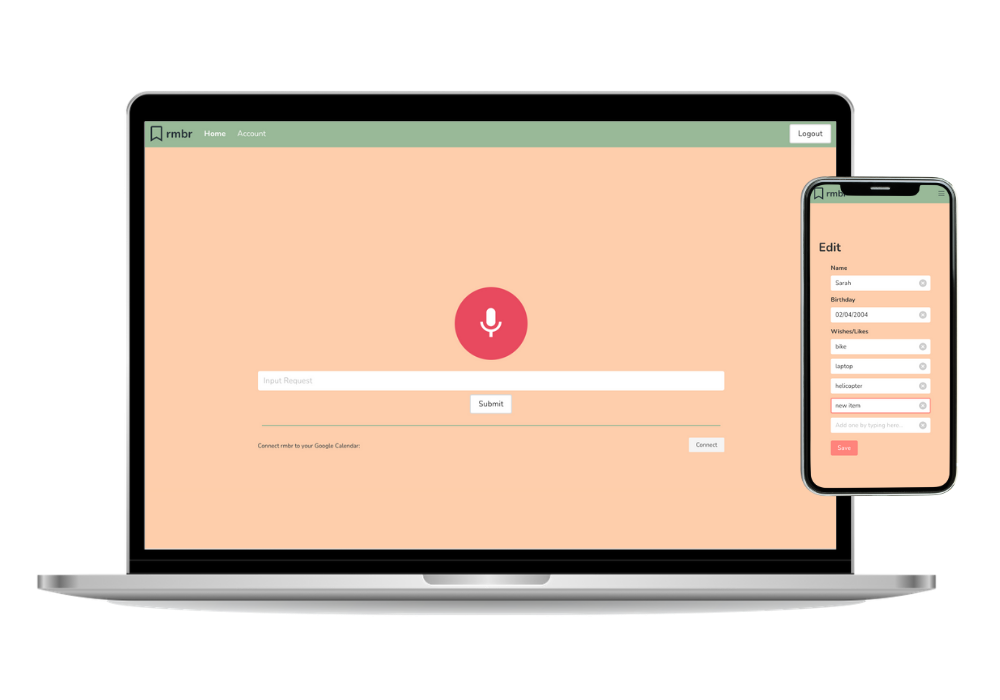 rmbr Home Account Logout
Input Request
Submit
Connect rmbr to your Google Calendar: Connect
rmbr
Edit
Name
Sarah
Birthday
02/04/2004
Wishes/Likes
bike
laptop
helicopter
new item
Add one by typing here...
Save